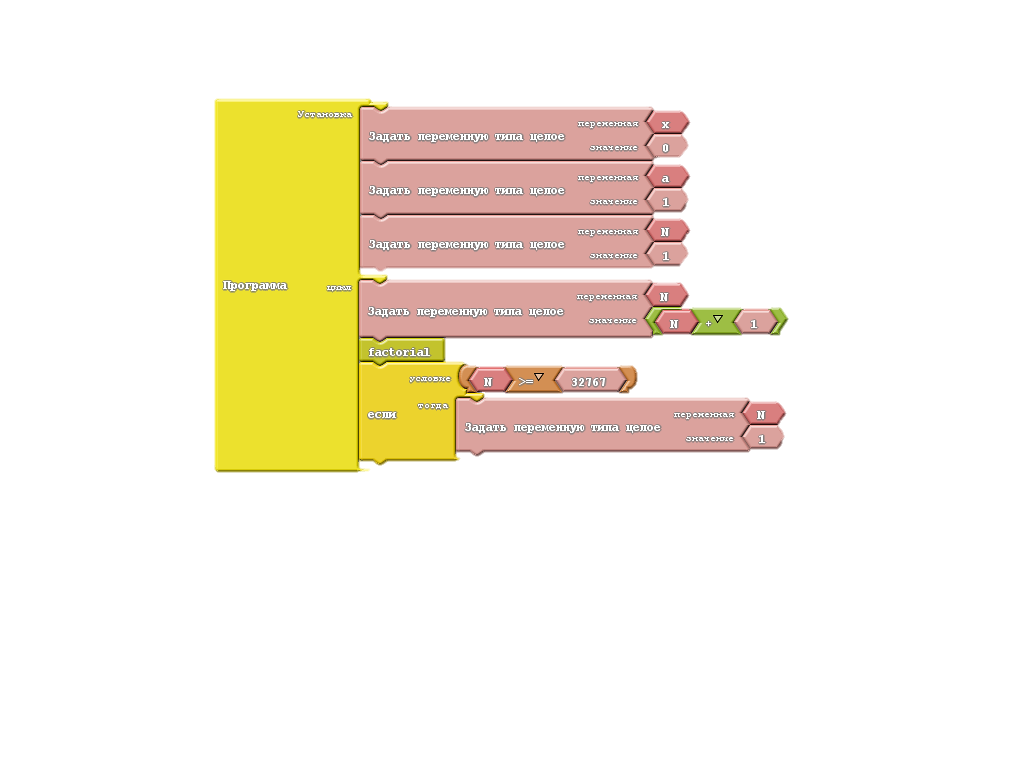 Установка
Задать переменную типа целое переменная x
значение 0
Задать переменную типа целое переменная a
значение 1
Задать переменную типа целое переменная N
значение 1
Программа цикл
Задать переменную типа целое переменная N
значение N + 1
factorial
если условие N >= 32767
тогда
Задать переменную типа целое переменная N
значение 1